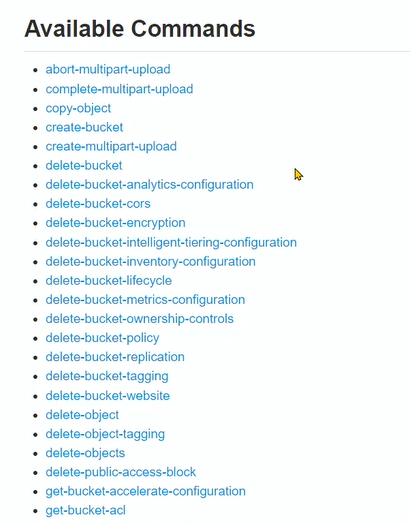 Available Commands
abort-multipart-upload
complete-multipart-upload
copy-object
create-bucket
create-multipart-upload
delete-bucket
delete-bucket-analytics-configuration
delete-bucket-cors
delete-bucket-encryption
delete-bucket-intelligent-tiering-configuration
delete-bucket-inventory-configuration
delete-bucket-lifecycle
delete-bucket-metrics-configuration
delete-bucket-ownership-controls
delete-bucket-policy
delete-bucket-replication
delete-bucket-tagging
delete-bucket-website
delete-object
delete-object-tagging
delete-objects
delete-public-access-block
get-bucket-accelerate-configuration
get-bucket-acl